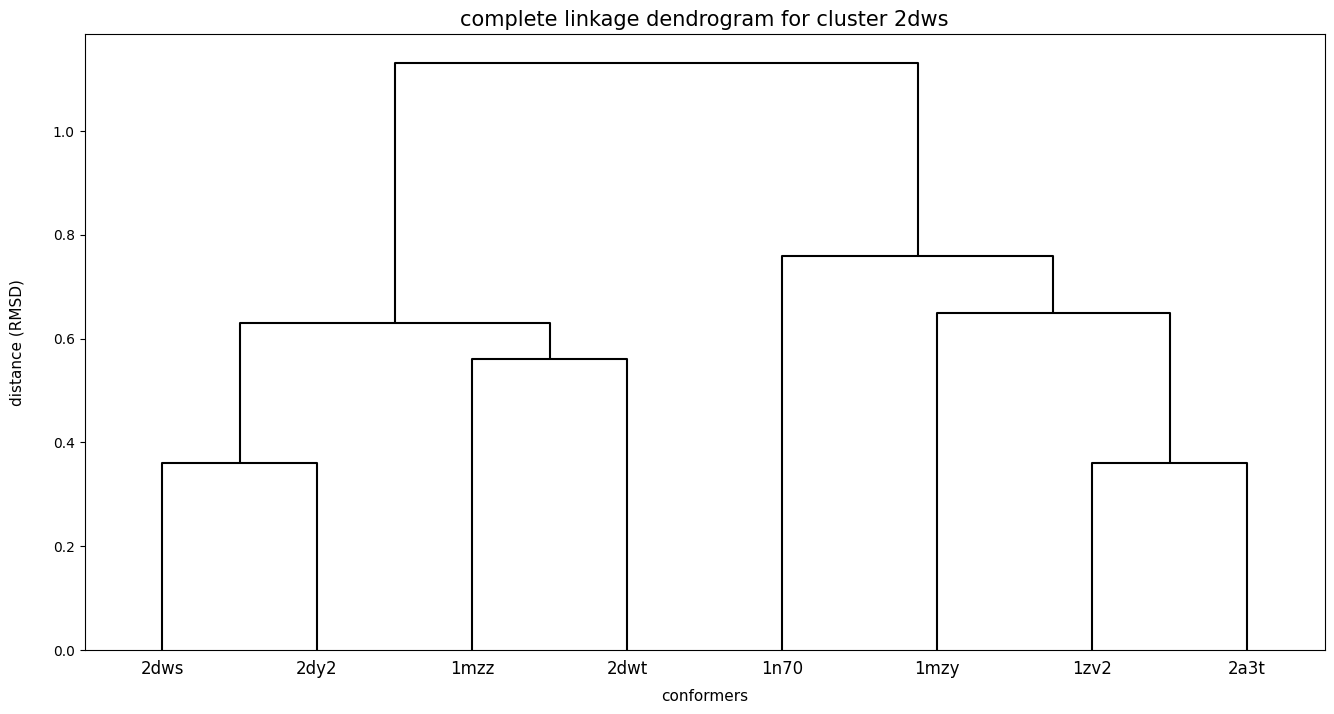 complete linkage dendrogram for cluster 2dws
distance (RMSD)
1.0
0.8
0.6
0.4
0.2
0.0
2dws 2dy2 1mzz 2dwt 1n70 1mzy 1zv2 2a3t
conformers